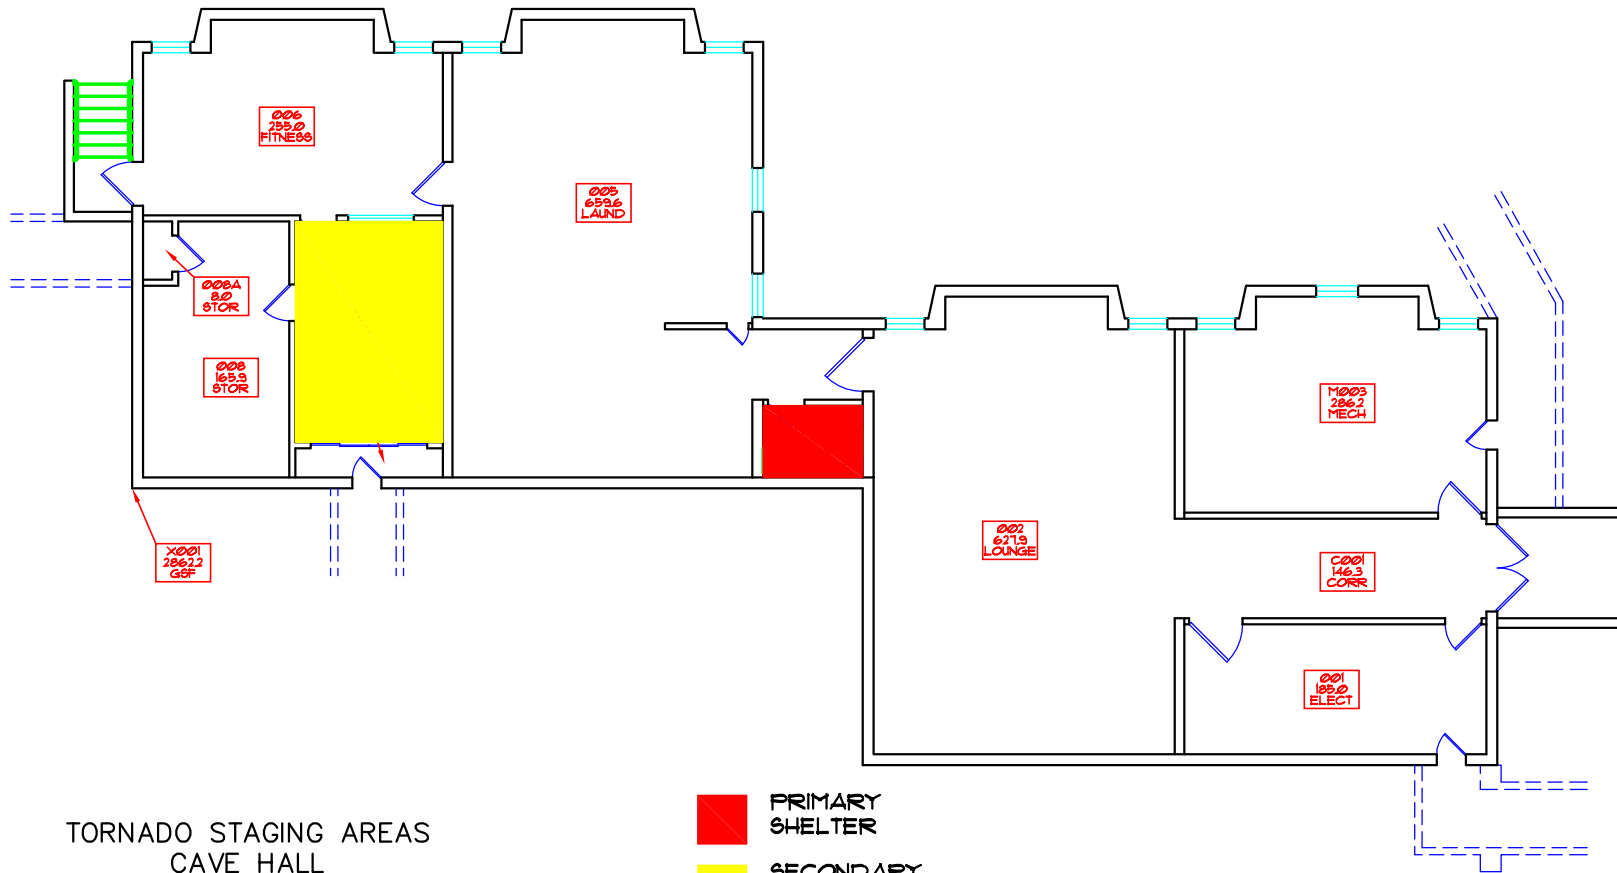 006
255.0
FITNESS
005
659.6
LAUND
008A
8.0
STOR
008
165.9
STOR
M003
286.2
MECH
002
627.9
LOUNGE
X001
2862.2
GSF
C001
146.3
CORR
001
185.0
ELECT
PRIMARY
SHELTER
SECONDARY
TORNADO STAGING AREAS
CAVE HALL